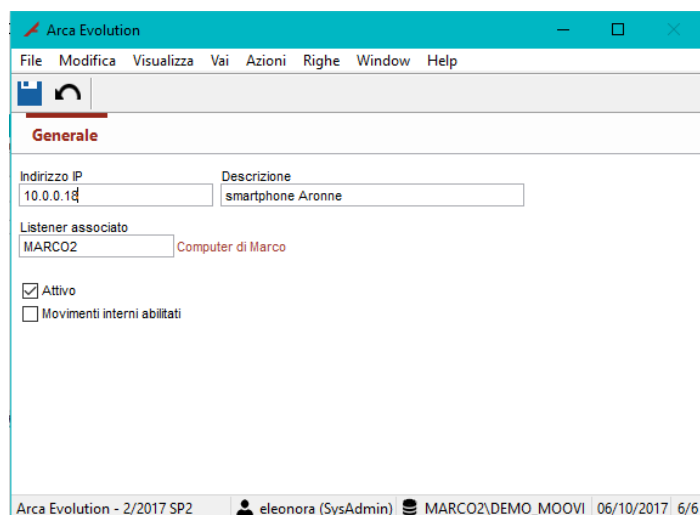 Arca Evolution
File Modifica Visualizza Vai Azioni Righe Window Help
Generale
Indirizzo IP Descrizione
10.0.0.18 smartphone Aronne
Listener associato
MARCO2 Computer di Marco
Attivo
Movimenti interni abilitati
Arca Evolution - 2/2017 SP2 eleonora (SysAdmin) MARCO2\DEMO_MOOVI 06/10/2017 6/6